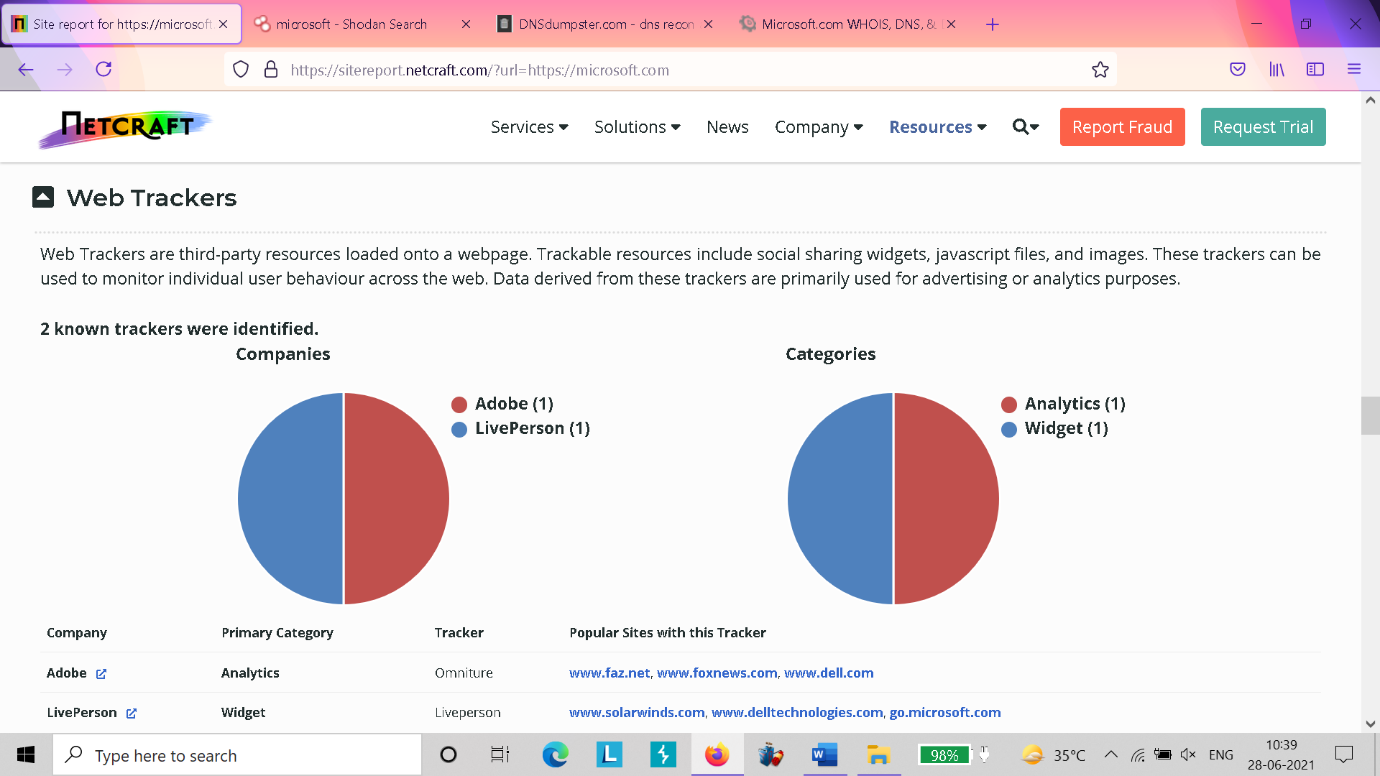 Site report for https://microsoft
microsoft - Shodan Search
DNSdumpster.com - dns recon
Microsoft.com WHOIS, DNS, &
https://sitereport.netcraft.com/?url=https://microsoft.com
NETCRAFT
Services
Solutions
News
Company
Resources
Report Fraud
Request Trial
Web Trackers
Web Trackers are third-party resources loaded onto a webpage. Trackable resources include social sharing widgets, javascript files, and images. These trackers can be
used to monitor individual user behaviour across the web. Data derived from these trackers are primarily used for advertising or analytics purposes.
2 known trackers were identified.
Companies
Adobe (1)
LivePerson (1)
Categories
Analytics (1)
Widget (1)
Company Primary Category Tracker Popular Sites with this Tracker
Adobe Analytics Omniture www.faz.net, www.foxnews.com, www.dell.com
LivePerson Widget Liveperson www.solarwinds.com, www.delltechnologies.com, go.microsoft.com
Type here to search
L
W
98%
35°C
ENG
10:39
28-06-2021